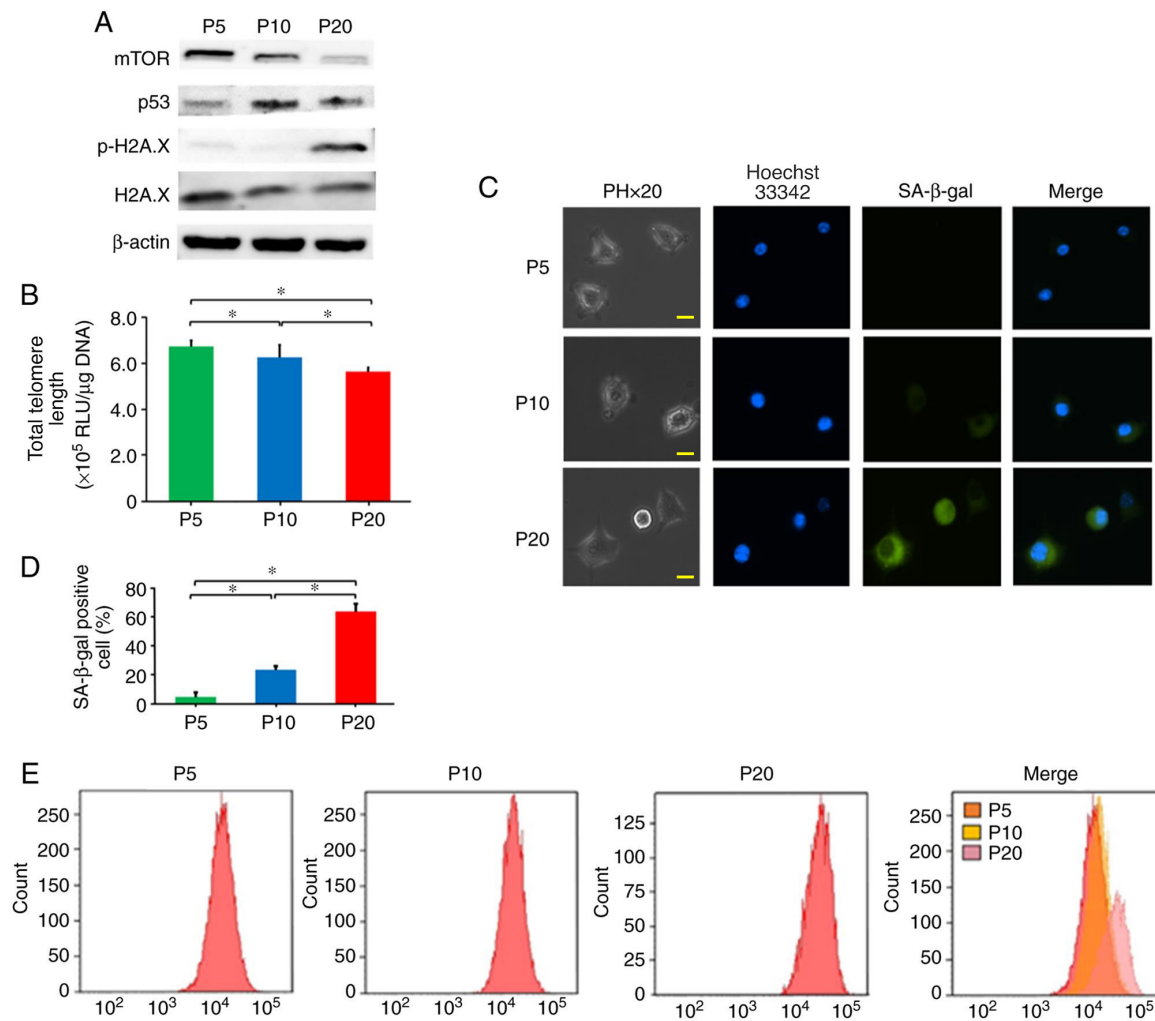 A
P5 P10 P20
mTOR
p53
p-H2A.X
H2A.X
β-actin
B
Total telomere
length
(×10⁵ RLU/μg DNA)
8.0
6.0
4.0
2.0
0
*
* *
P5 P10 P20
C
PH×20
Hoechst
33342
SA-β-gal
Merge
P5
P10
P20
D
SA-β-gal positive
cell (%)
80
60
40
20
0
*
* *
P5 P10 P20
E
P5
Count
250
200
150
100
50
0
10² 10³ 10⁴ 10⁵
P10
Count
250
200
150
100
50
0
10² 10³ 10⁴ 10⁵
P20
Count
125
100
75
50
25
0
10² 10³ 10⁴ 10⁵
Merge
Count
250
200
150
100
50
0
P5
P10
P20
10² 10³ 10⁴ 10⁵